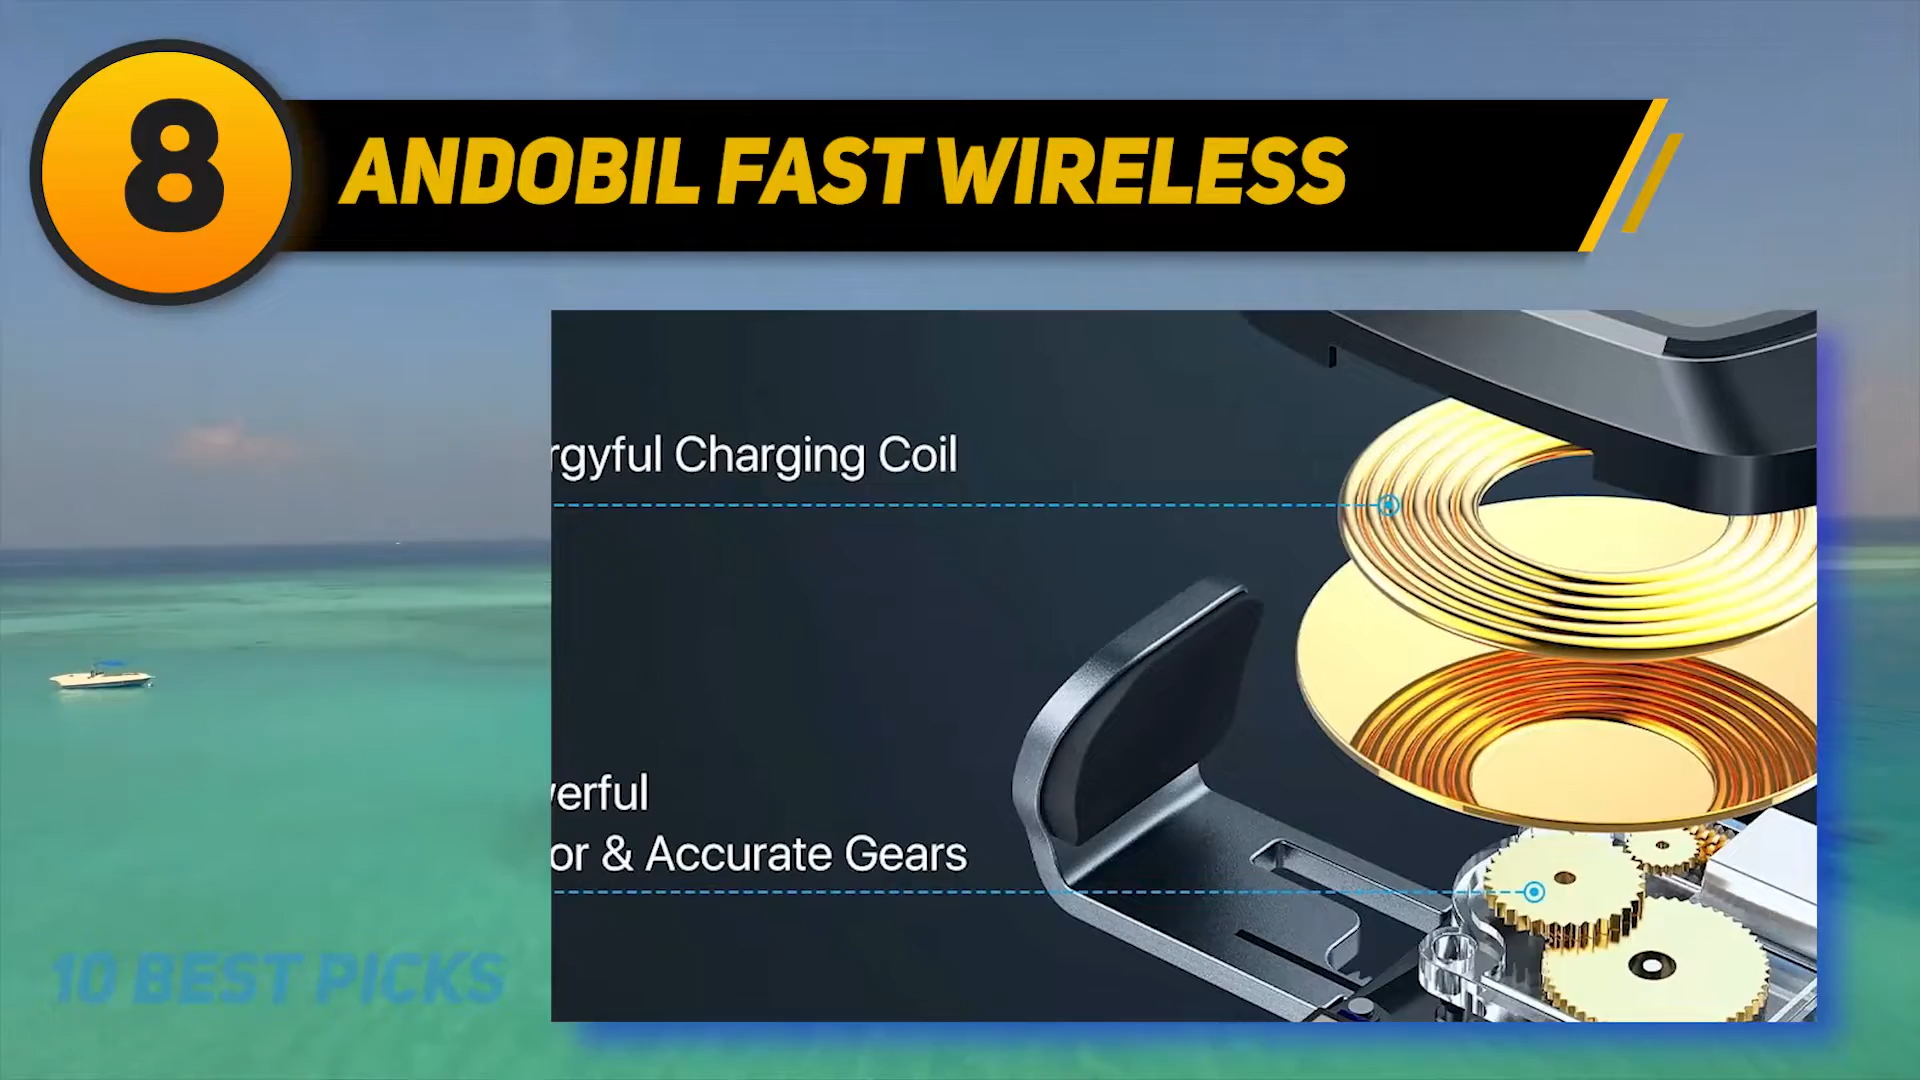 8
ANDOBIL FAST WIRELESS
rgyful Charging Coil
verful
or & Accurate Gears
10 BEST PICKS